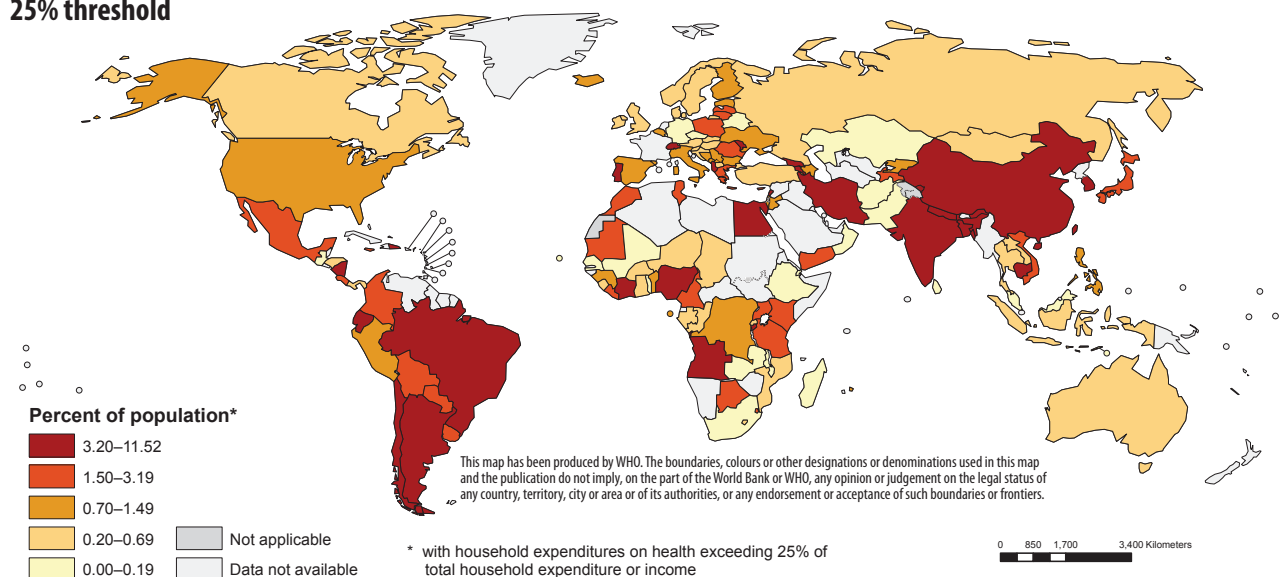 25% threshold
Percent of population*
3.20–11.52
1.50–3.19
0.70–1.49
0.20–0.69
0.00–0.19
Not applicable
Data not available
This map has been produced by WHO. The boundaries, colours or other designations or denominations used in this map
and the publication do not imply, on the part of the World Bank or WHO, any opinion or judgement on the legal status of
any country, territory, city or area or of its authorities, or any endorsement or acceptance of such boundaries or frontiers.
* with household expenditures on health exceeding 25% of
total household expenditure or income
0 850 1,700 3,400 Kilometers